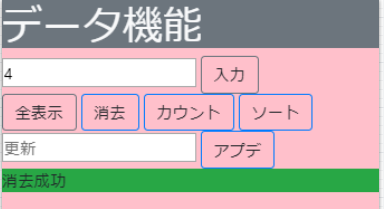 データ機能
4 入力
全表示 消去 カウント ソート
更新 アプデ
消去成功